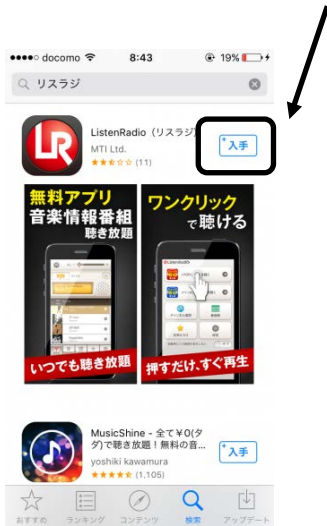 docomo 8:43 19%
リスラジ
LR
ListenRadio（リスラジ）
MTI Ltd.
(11)
+入手
無料アプリ
音楽情報番組
聴き放題
いつでも聴き放題
ワンクリック
で聴ける
押すだけ、すぐ再生
MusicShine - 全て¥0(タ
ダ)で聴き放題！無料の音...
yoshiki kawamura
(1,105)
+入手
おすすめ ランキング コンテンツ 検索 アップデート